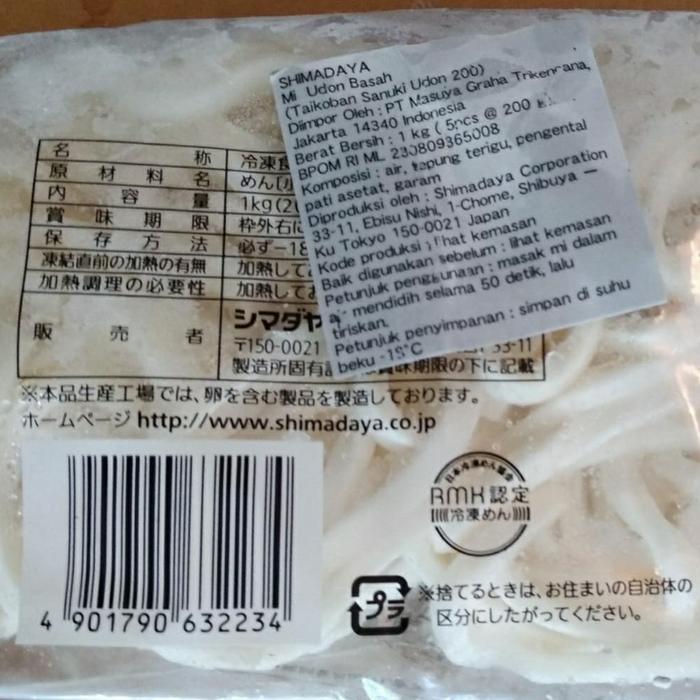 SHIMADAYA
Mi Udon Basah
(Taikoban Sanuki Udon 200)
Diimpor Oleh : PT Masuya Graha Trikencana,
Jakarta 14340 Indonesia
Berat Bersih : 1 kg ( 5pcs @ 200
BPOM RI ML 230809365008
Komposisi : air, tepung terigu, pengental
pati asetat, garam
Diproduksi oleh : Shimadaya Corporation
33-11, Ebisu Nishi, 1-Chome, Shibuya –
Ku Tokyo 150-0021 Japan
Kode produksi : lihat kemasan
Baik digunakan sebelum : lihat kemasan
Petunjuk penggunaan : masak mi dalam
air mendidih selama 50 detik, lalu
tiriskan.
Petunjuk penyimpanan : simpan di suhu
beku -18°C
名称 冷凍食
原材料名 めん〔小
内容量 1kg(2
賞味期限 枠外右に
保存方法 必ず-18
凍結直前の加熱の有無 加熱して
加熱調理の必要性 加熱して
販売者 シマダヤ
〒150-0021 33-11
製造所固有 賞味期限の下に記載
※本品生産工場では、卵を含む製品を製造しております。
ホームページ http://www.shimadaya.co.jp
4 901790 632234
日本冷凍めん協会
RMK認定
冷凍めん
プラ
※捨てるときは、お住まいの自治体の
区分にしたがってください。